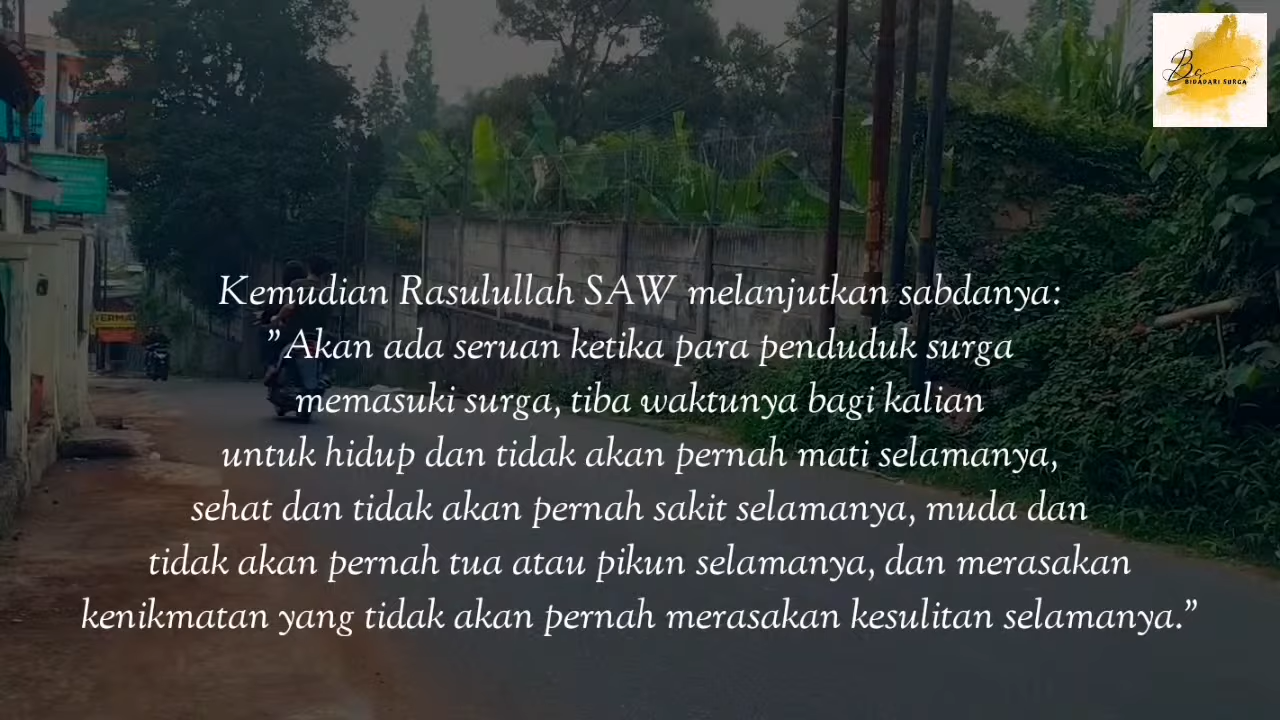 Bs
BIDADARI SURGA
Kemudian Rasulullah SAW melanjutkan sabdanya:
"Akan ada seruan ketika para penduduk surga
memasuki surga, tiba waktunya bagi kalian
untuk hidup dan tidak akan pernah mati selamanya,
sehat dan tidak akan pernah sakit selamanya, muda dan
tidak akan pernah tua atau pikun selamanya, dan merasakan
kenikmatan yang tidak akan pernah merasakan kesulitan selamanya."